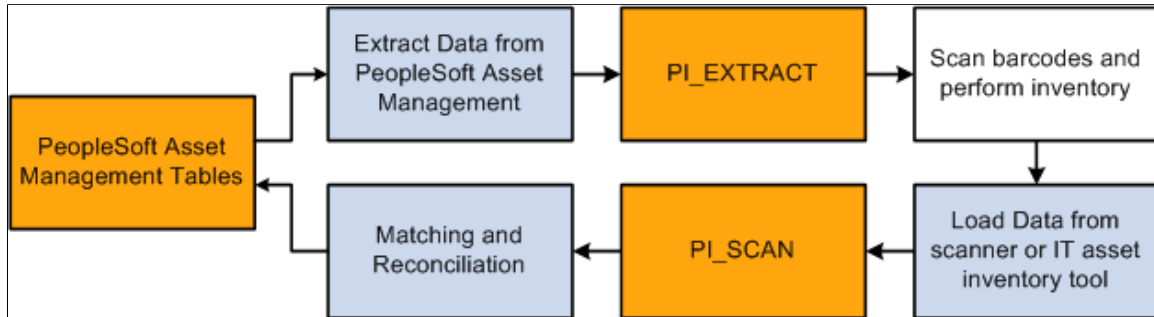 Extract Data from
PeopleSoft Asset
Management
PI_EXTRACT
Scan barcodes and
perform inventory
PeopleSoft Asset
Management Tables
Matching and
Reconciliation
PI_SCAN
Load Data from
scanner or IT asset
inventory tool